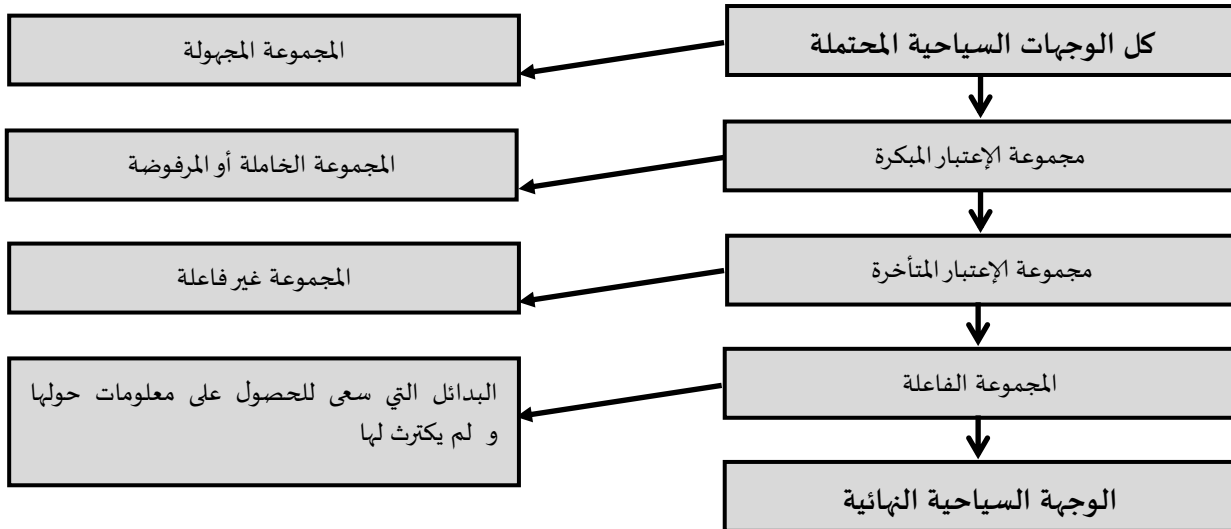 كل الوجهات السياحية المحتملة
المجموعة المجهولة
مجموعة الإعتبار المبكرة
المجموعة الخاملة أو المرفوضة
مجموعة الإعتبار المتأخرة
المجموعة غير فاعلة
المجموعة الفاعلة
البدائل التي سعى للحصول على معلومات حولها
و لم يكترث لها
الوجهة السياحية النهائية